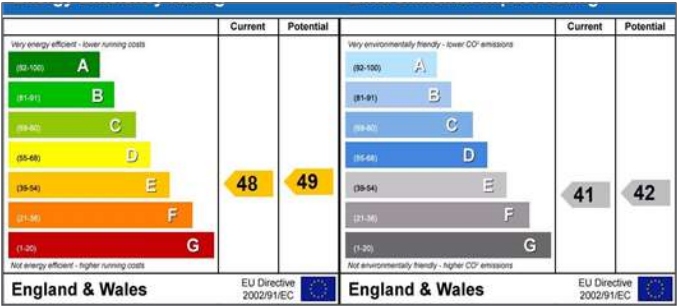 Current Potential
Very energy efficient - lower running costs
(92-100) A
(81-91) B
(69-80) C
(55-68) D
(39-54) E
48
49
(21-38) F
(1-20) G
Not energy efficient - higher running costs
England & Wales
EU Directive
2002/91/EC
Current Potential
Very environmentally friendly - lower CO² emissions
(92-100) A
(81-91) B
(69-80) C
(55-68) D
(39-54) E
41
42
(21-38) F
(1-20) G
Not environmentally friendly - higher CO² emissions
England & Wales
EU Directive
2002/91/EC